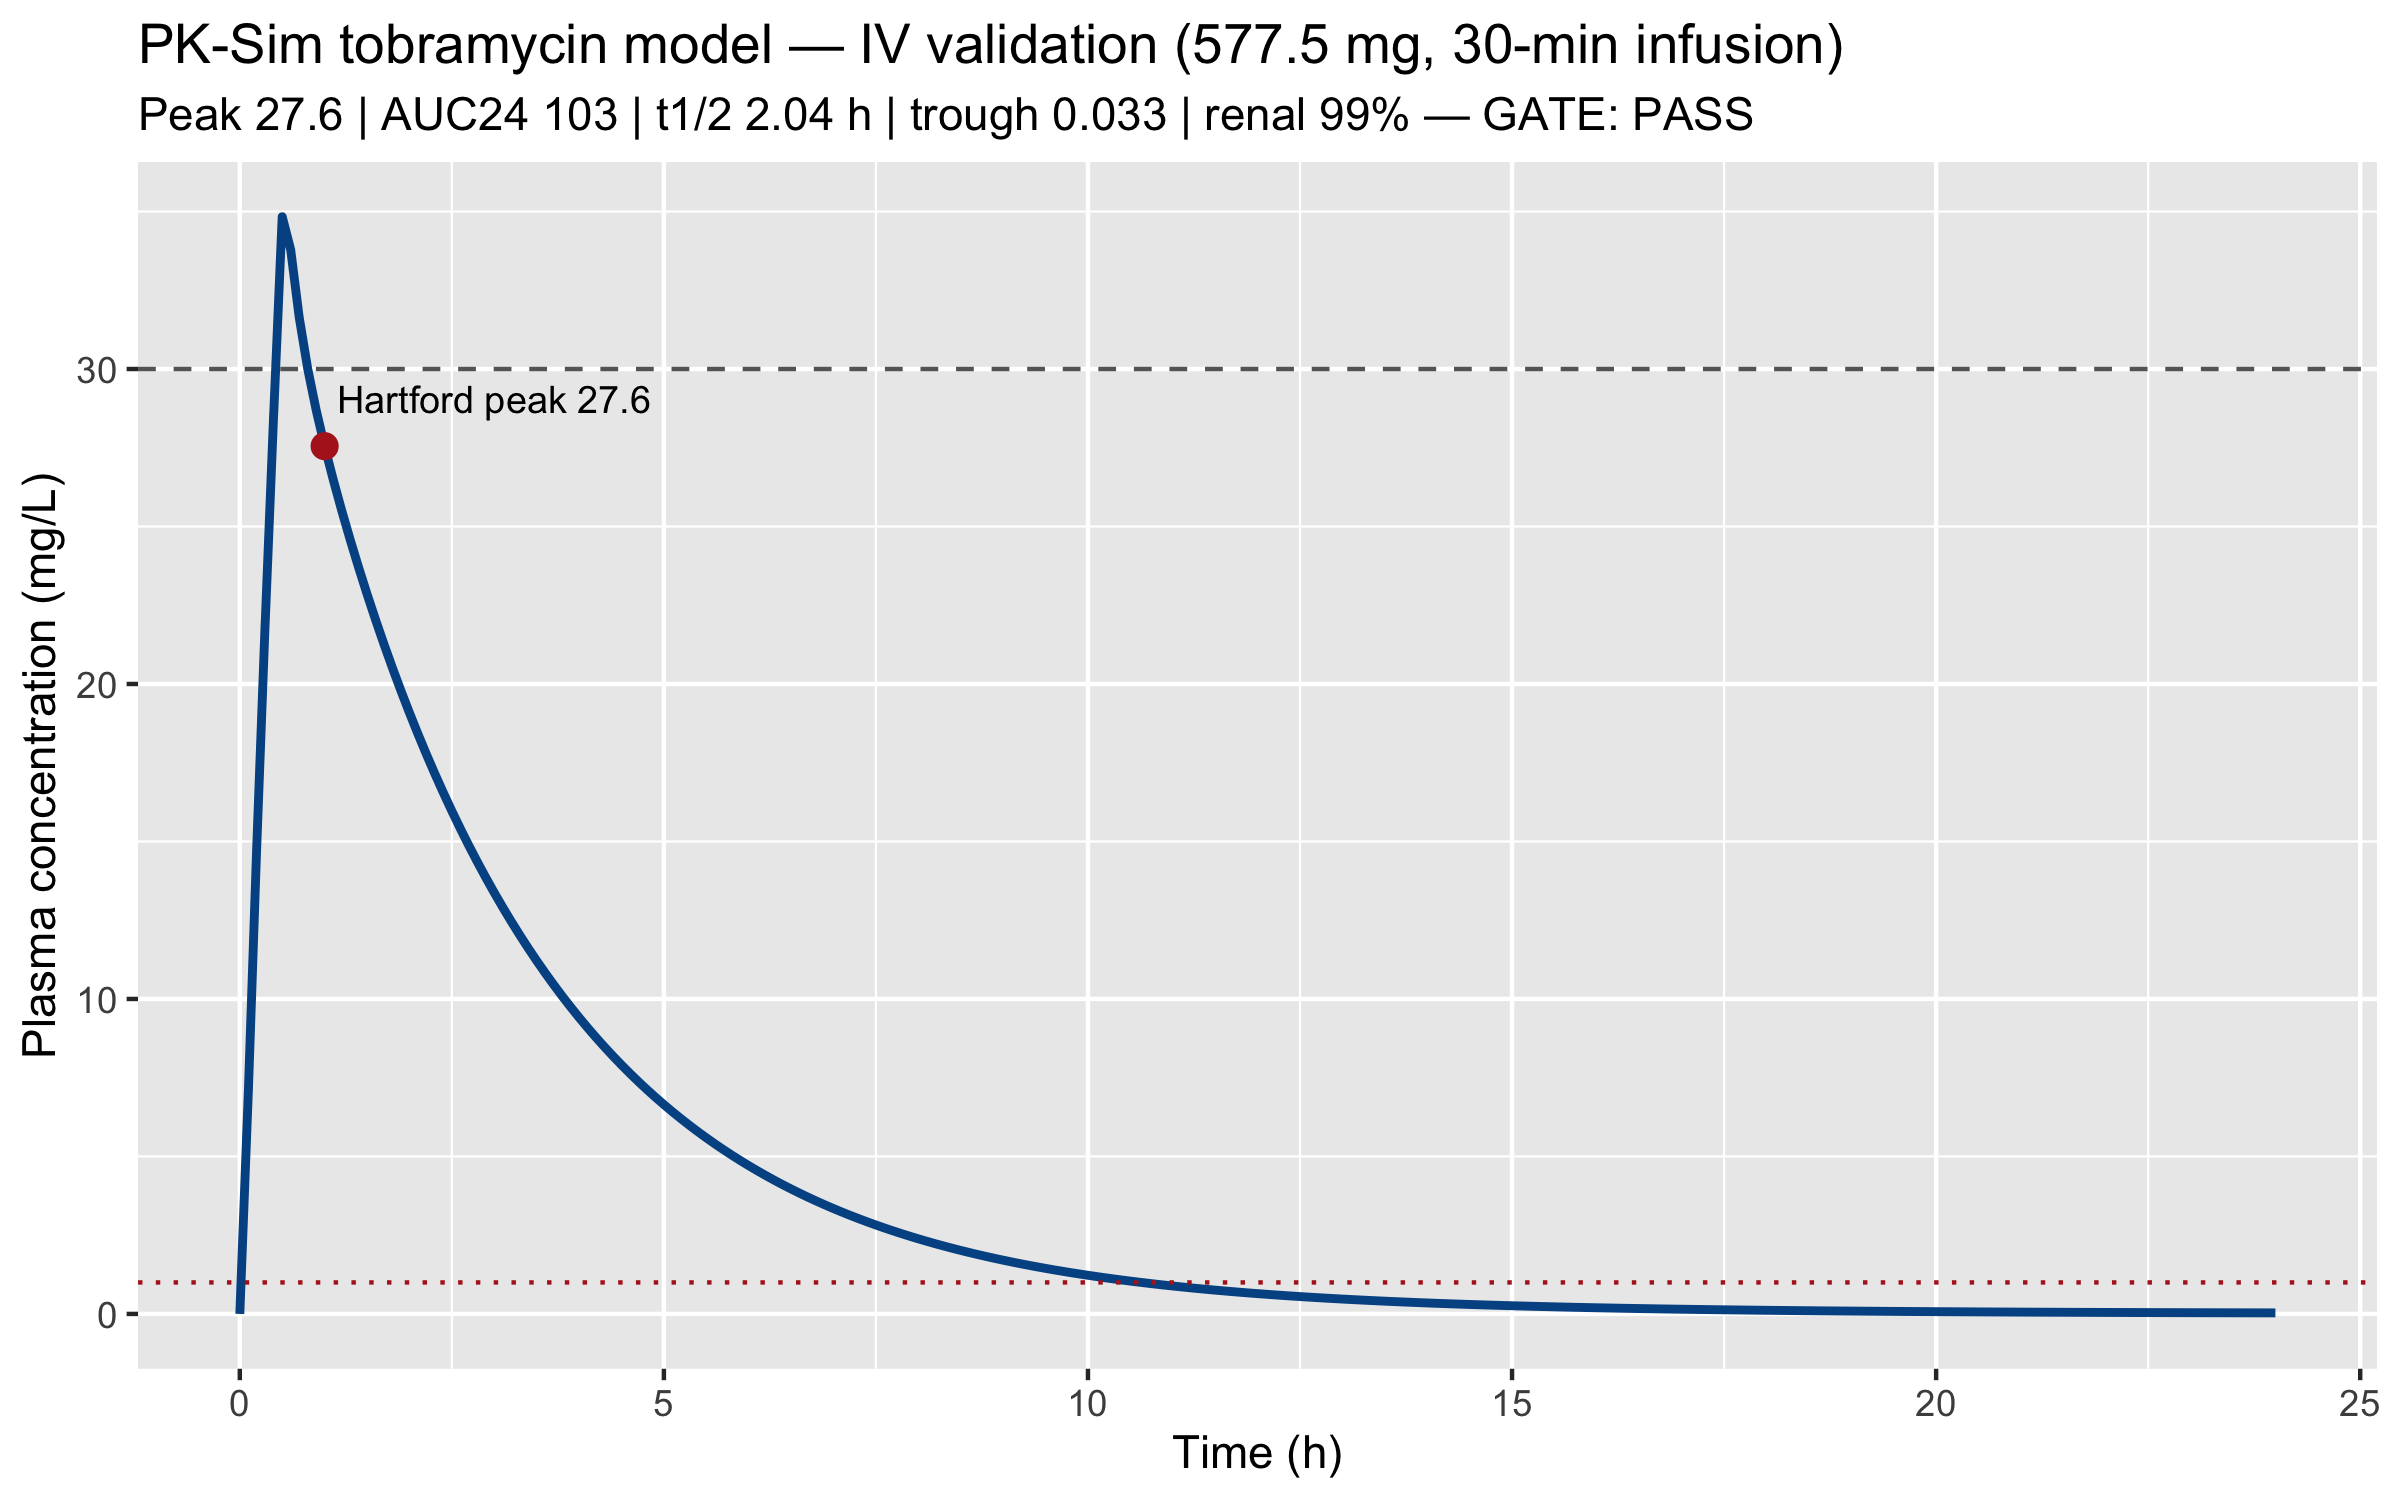 PK-Sim tobramycin model — IV validation (577.5 mg, 30-min infusion)
Peak 27.6 | AUC24 103 | t1/2 2.04 h | trough 0.033 | renal 99% — GATE: PASS
Plasma concentration (mg/L)
30
20
10
0
Hartford peak 27.6
0
5
10
15
20
25
Time (h)